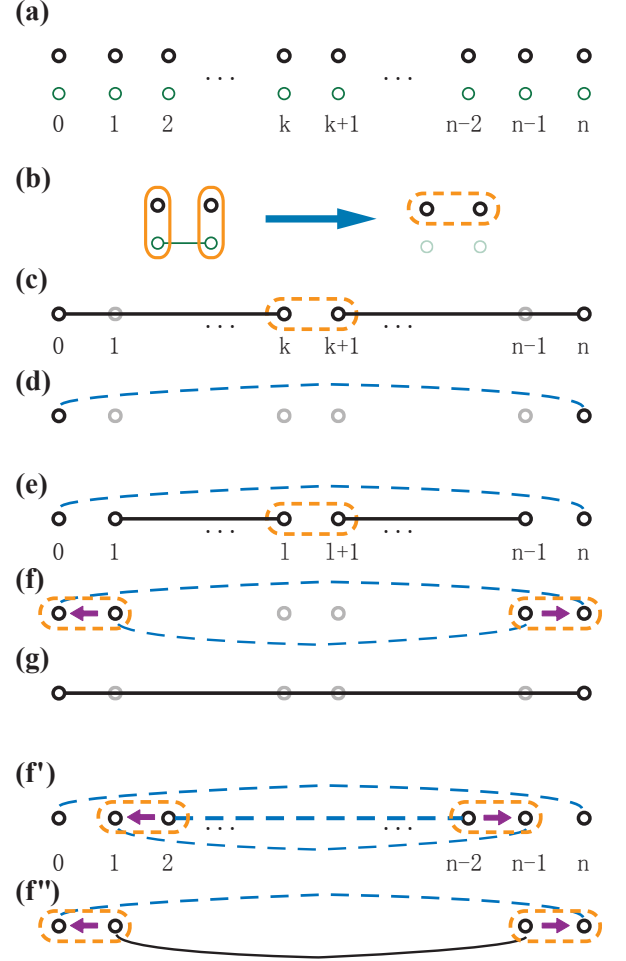 (a)
... ...
0 1 2 k k+1 n-2 n-1 n
(b)
(c)
... ...
0 1 k k+1 n-1 n
(d)
(e)
... ...
0 1 l l+1 n-1 n
(f)
(g)
(f')
... ...
0 1 2 n-2 n-1 n
(f'')